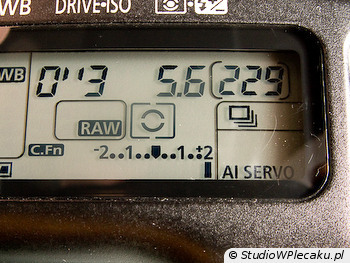 WB DRIVE·ISO
WB 0"3 5.6 229
RAW
C.Fn -2..1..▼..1..+2
AI SERVO
© StudioWPlecaku.pl